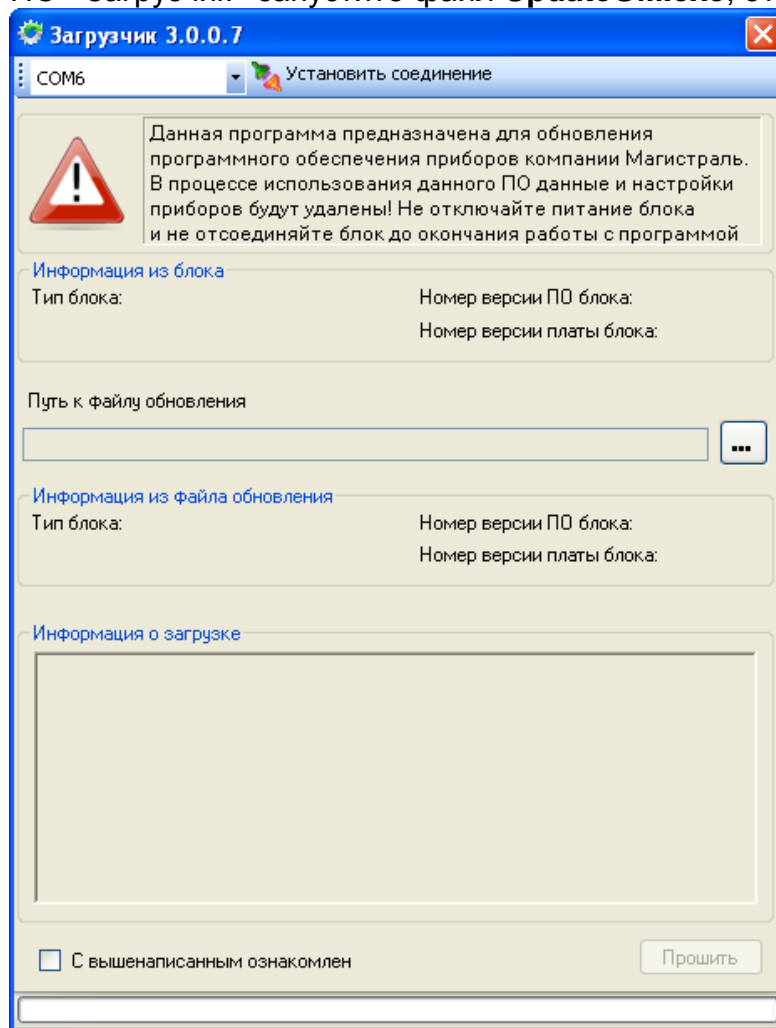 Загрузчик 3.0.0.7
COM6 Установить соединение
Данная программа предназначена для обновления
программного обеспечения приборов компании Магистраль.
В процессе использования данного ПО данные и настройки
приборов будут удалены! Не отключайте питание блока
и не отсоединяйте блок до окончания работы с программой
Информация из блока
Тип блока: Номер версии ПО блока:
Номер версии платы блока:
Путь к файлу обновления
...
Информация из файла обновления
Тип блока: Номер версии ПО блока:
Номер версии платы блока:
Информация о загрузке
С вышенаписанным ознакомлен Прошить